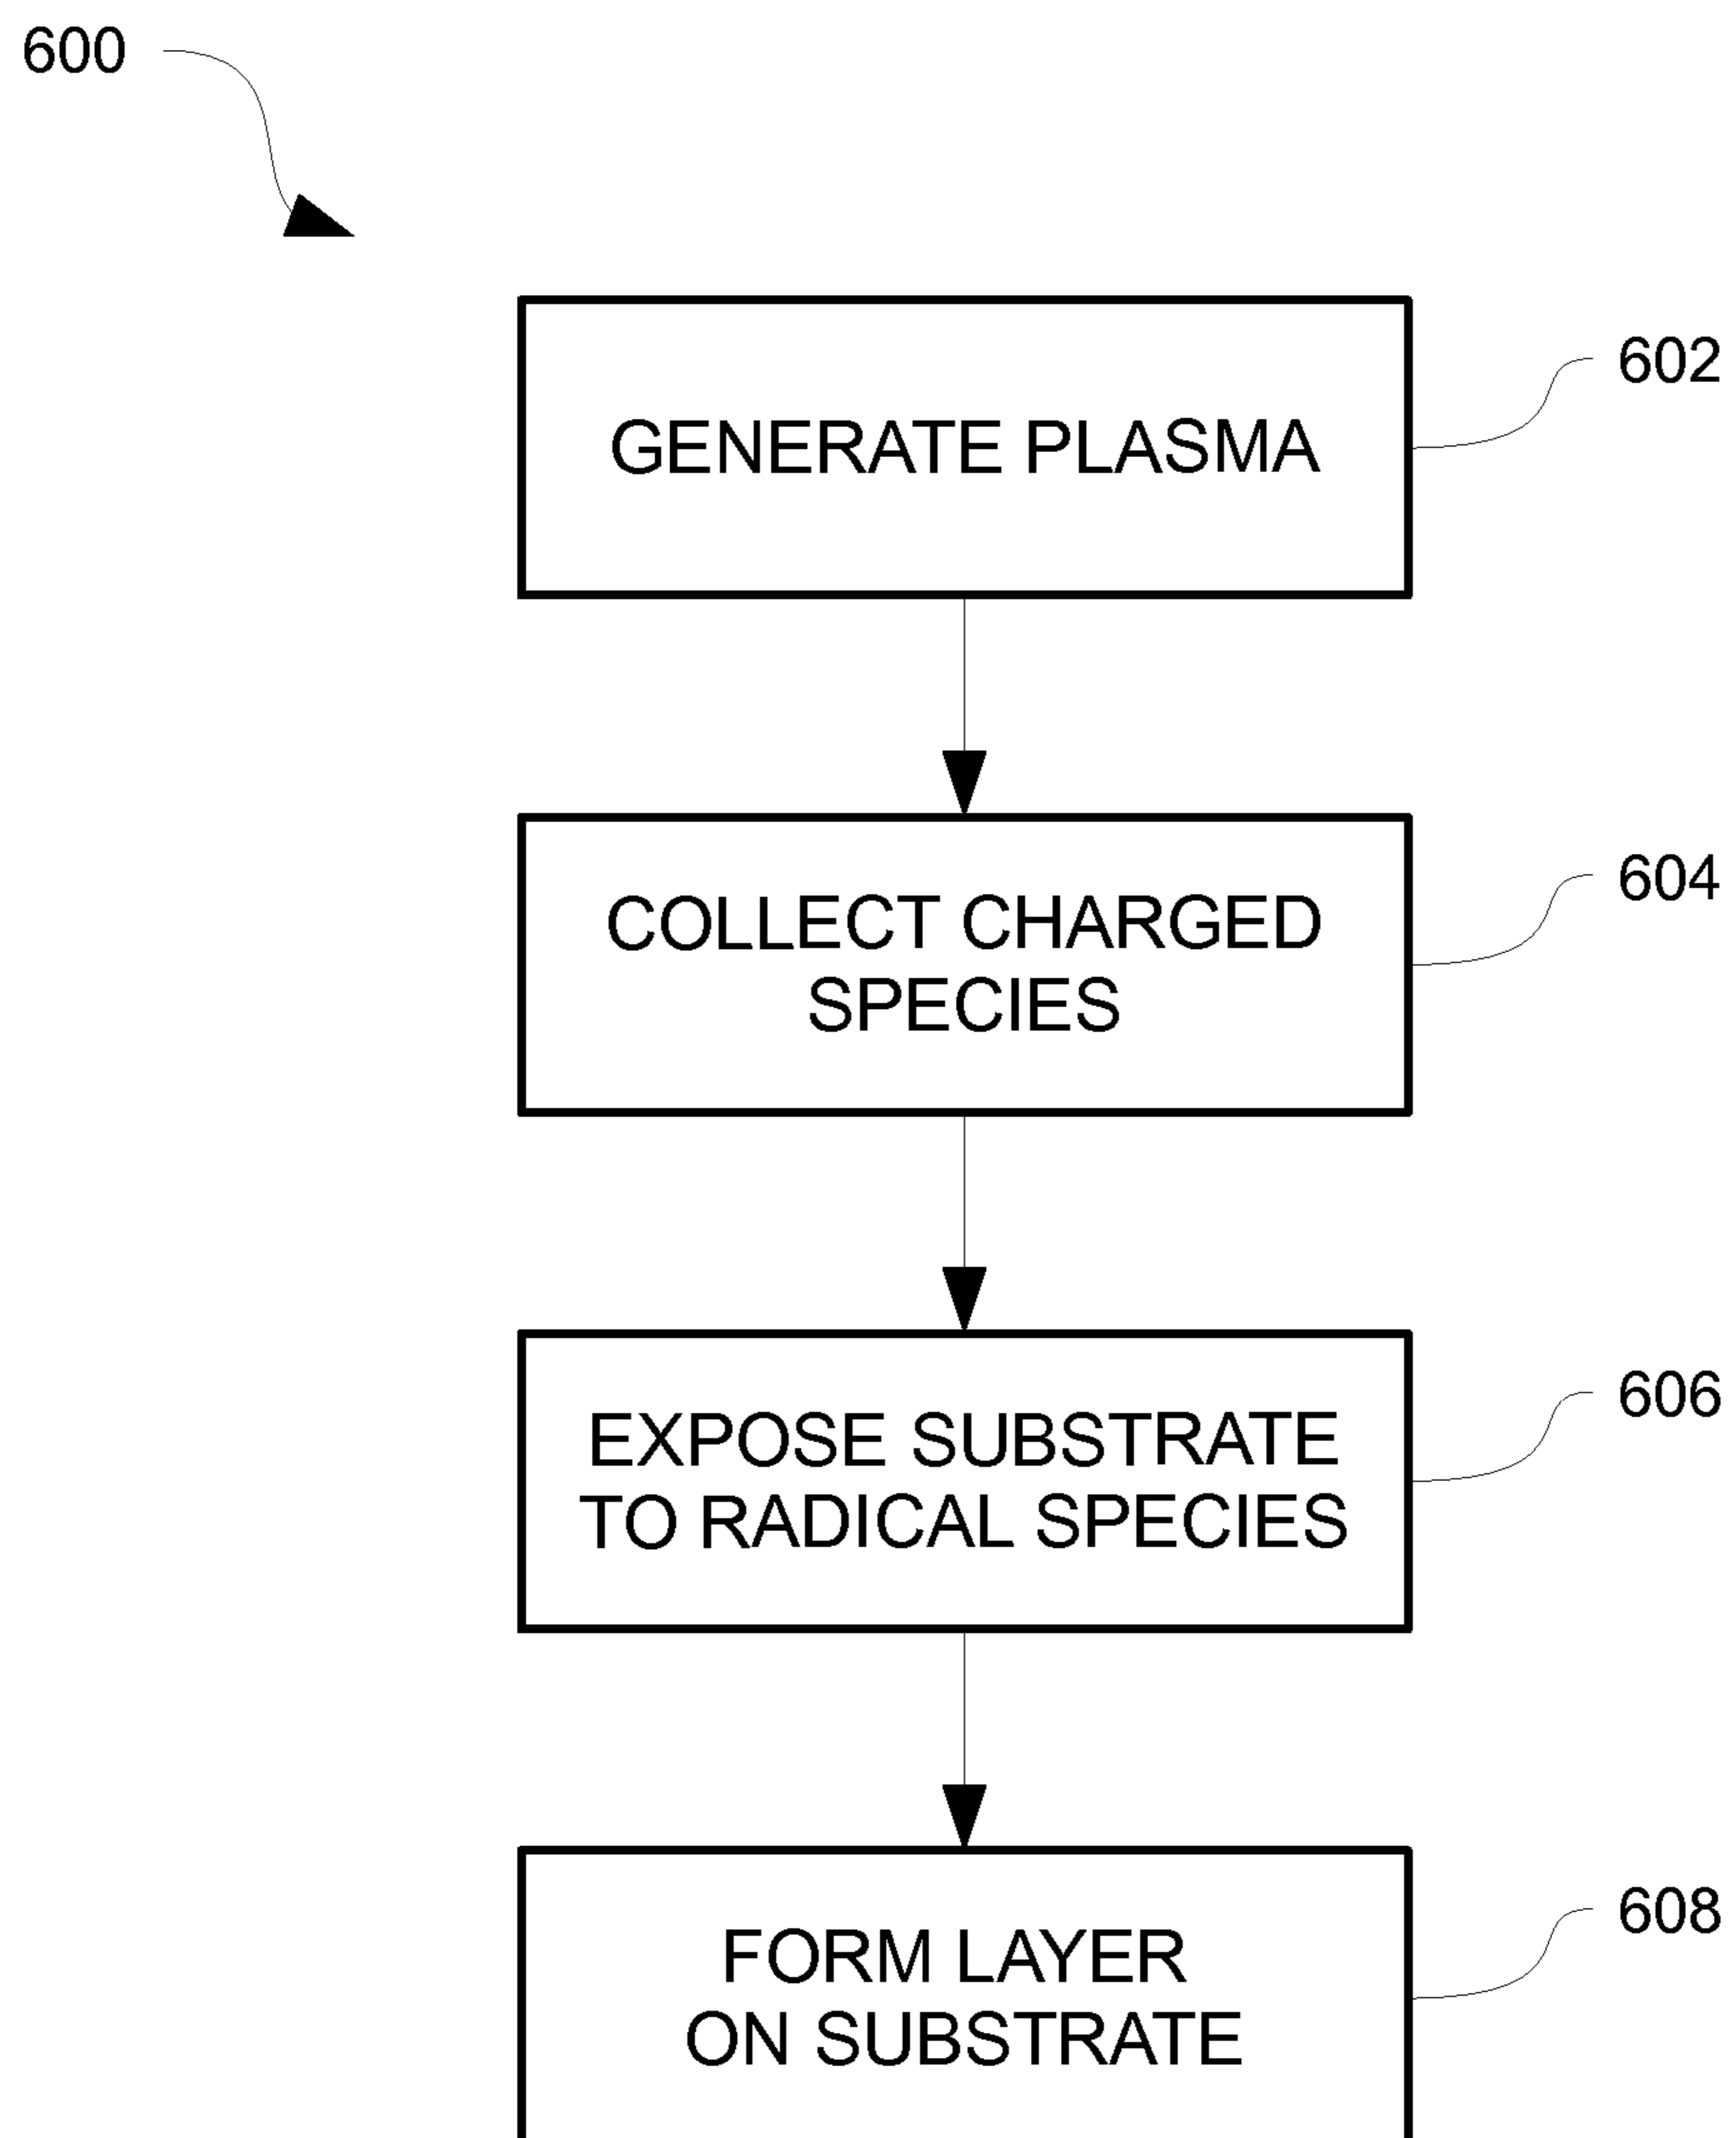 600
602
GENERATE PLASMA
604
COLLECT CHARGED
SPECIES
606
EXPOSE SUBSTRATE
TO RADICAL SPECIES
608
FORM LAYER
ON SUBSTRATE